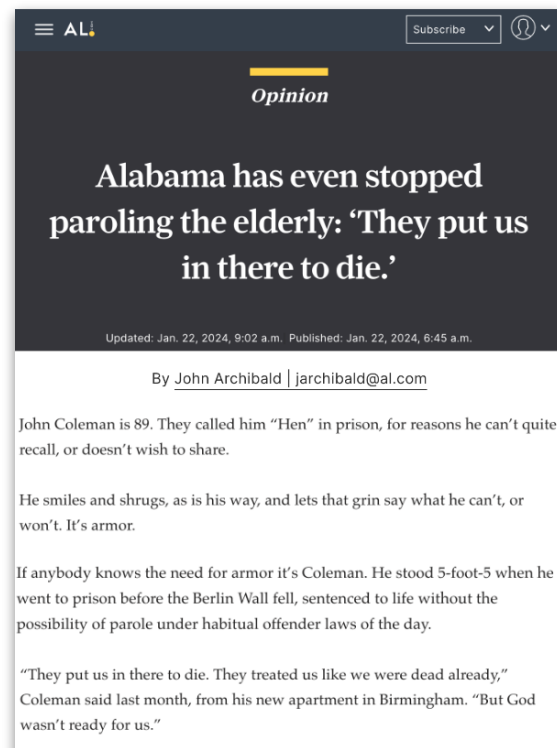 AL
Subscribe
Opinion
Alabama has even stopped
paroling the elderly: ‘They put us
in there to die.’
Updated: Jan. 22, 2024, 9:02 a.m. Published: Jan. 22, 2024, 6:45 a.m.
By John Archibald | jarchibald@al.com
John Coleman is 89. They called him “Hen” in prison, for reasons he can’t quite
recall, or doesn’t wish to share.
He smiles and shrugs, as is his way, and lets that grin say what he can’t, or
won’t. It’s armor.
If anybody knows the need for armor it’s Coleman. He stood 5-foot-5 when he
went to prison before the Berlin Wall fell, sentenced to life without the
possibility of parole under habitual offender laws of the day.
“They put us in there to die. They treated us like we were dead already,”
Coleman said last month, from his new apartment in Birmingham. “But God
wasn’t ready for us.”